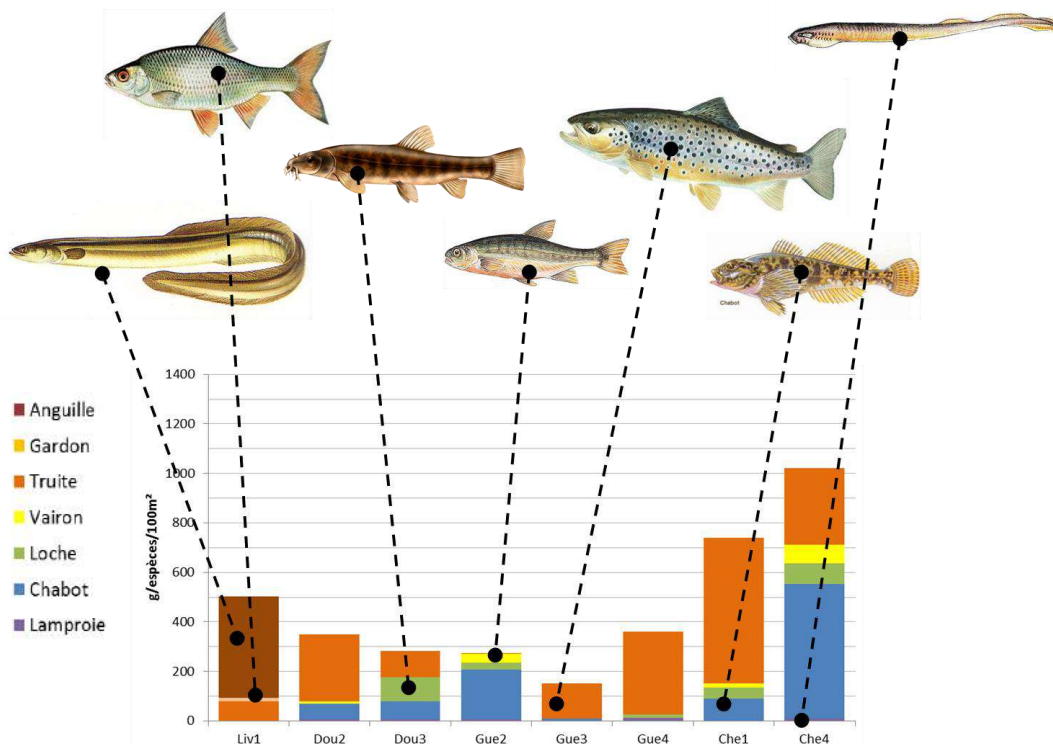 Chabot
Anguille
Gardon
Truite
Vairon
Loche
Chabot
Lamproie
g/espèces/100m²
1400
1200
1000
800
600
400
200
0
Liv1 Dou2 Dou3 Gue2 Gue3 Gue4 Che1 Che4